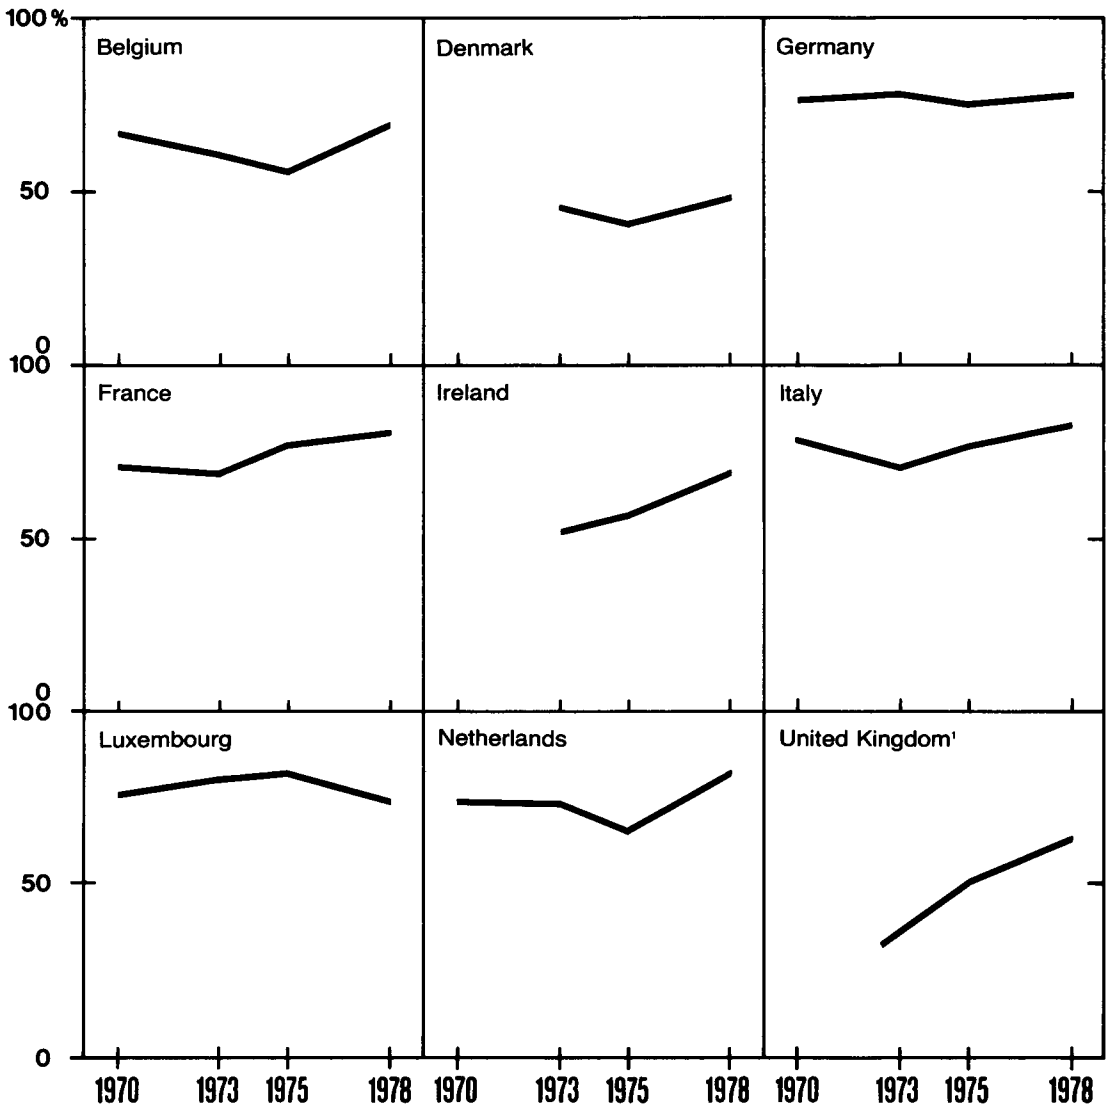 100 %
Belgium
Denmark
Germany
50
0
100
France
Ireland
Italy
50
0
100
Luxembourg
Netherlands
United Kingdom¹
50
0
1970 1973 1975 1978 1970 1973 1975 1978 1970 1973 1975 1978